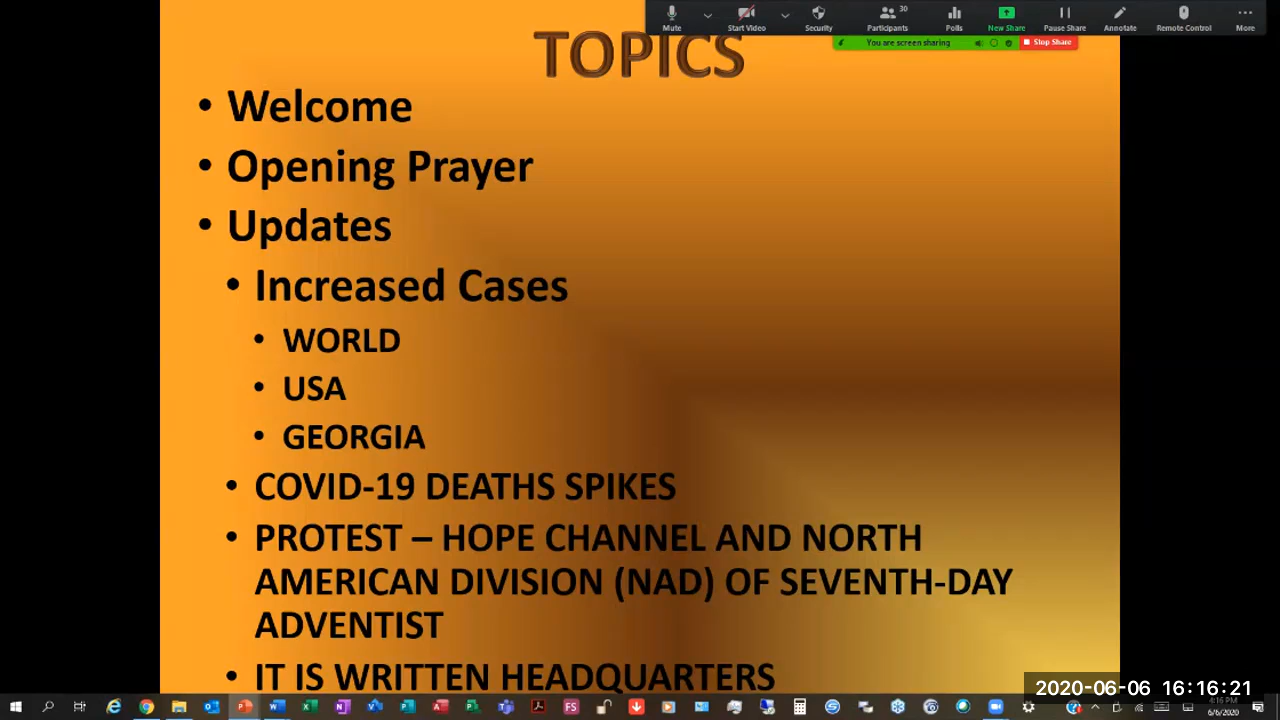 30
Mute
Start Video
Security
Participants
Polls
New Share
Pause Share
Annotate
Remote Control
More
You are screen sharing
Stop Share
TOPICS
• Welcome
• Opening Prayer
• Updates
• Increased Cases
• WORLD
• USA
• GEORGIA
• COVID-19 DEATHS SPIKES
• PROTEST – HOPE CHANNEL AND NORTH
AMERICAN DIVISION (NAD) OF SEVENTH-DAY
ADVENTIST
• IT IS WRITTEN HEADQUARTERS
2020-06-06 16:16:21
6/6/2020